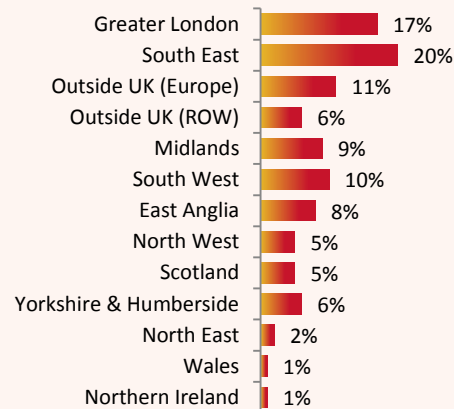 Greater London 17%
South East 20%
Outside UK (Europe) 11%
Outside UK (ROW) 6%
Midlands 9%
South West 10%
East Anglia 8%
North West 5%
Scotland 5%
Yorkshire & Humberside 6%
North East 2%
Wales 1%
Northern Ireland 1%